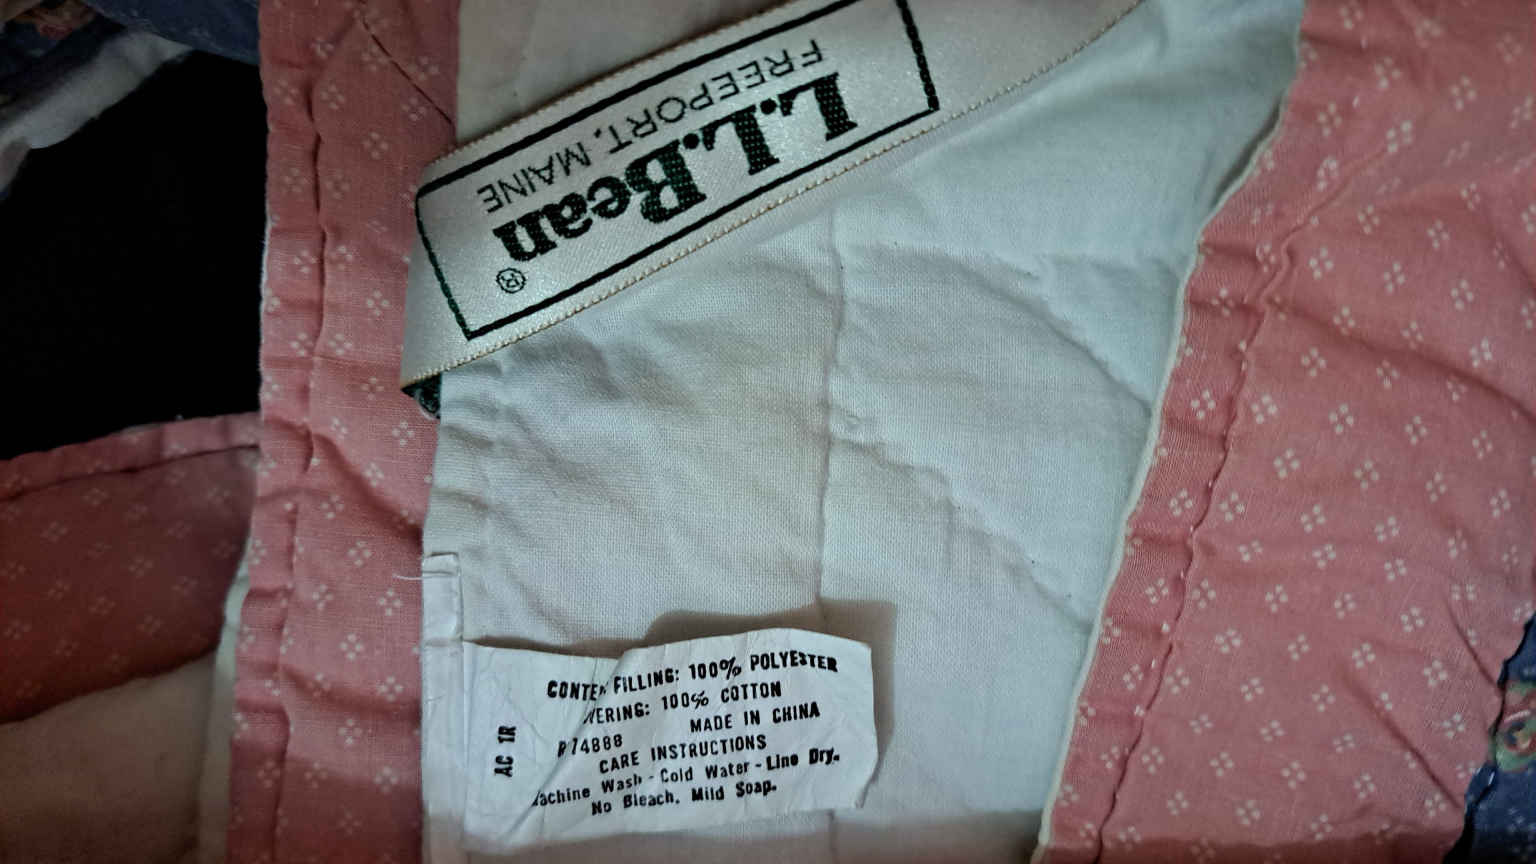 L.L.Bean®
FREEPORT, MAINE
FILLING: 100% POLYESTER
100% COTTON
74888 MADE IN CHINA
CARE INSTRUCTIONS
Wash - Cold Water - Line Dry.
No Bleach. Mild Soap.
AC 1R